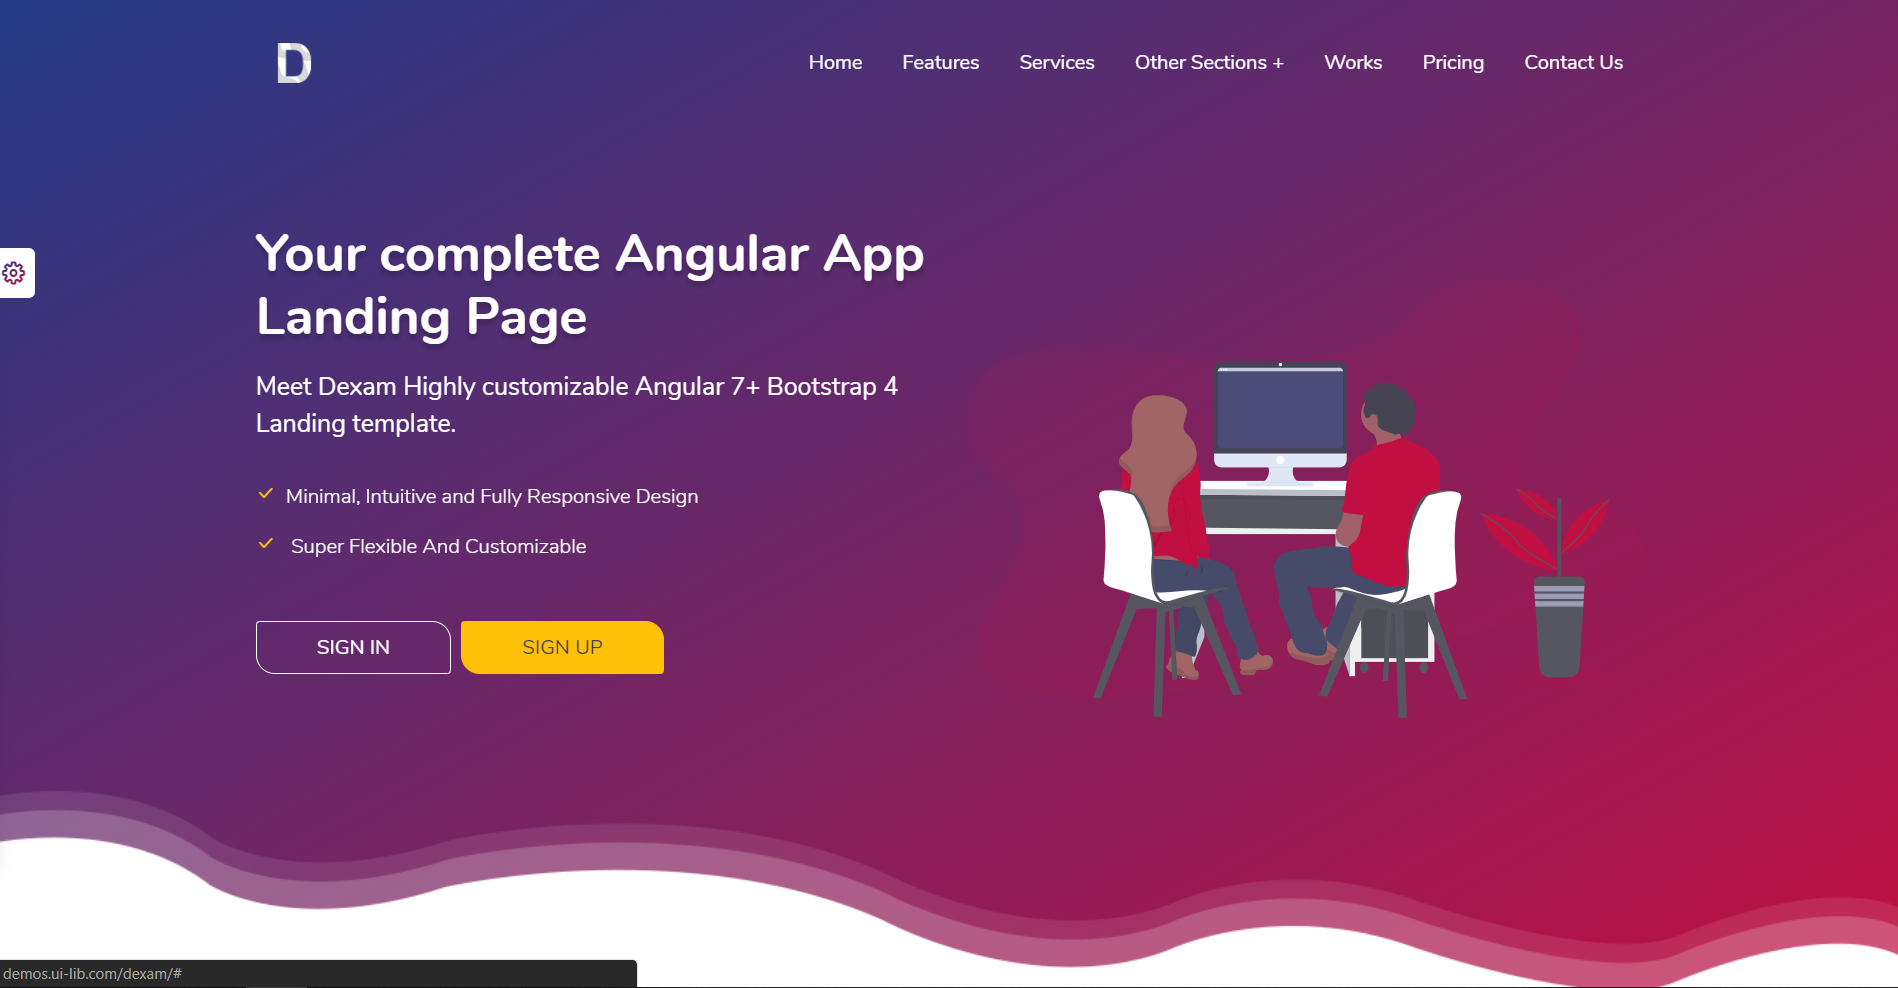 D
Home Features Services Other Sections + Works Pricing Contact Us
Your complete Angular App
Landing Page
Meet Dexam Highly customizable Angular 7+ Bootstrap 4
Landing template.
Minimal, Intuitive and Fully Responsive Design
Super Flexible And Customizable
SIGN IN SIGN UP
demos.ui-lib.com/dexam/#